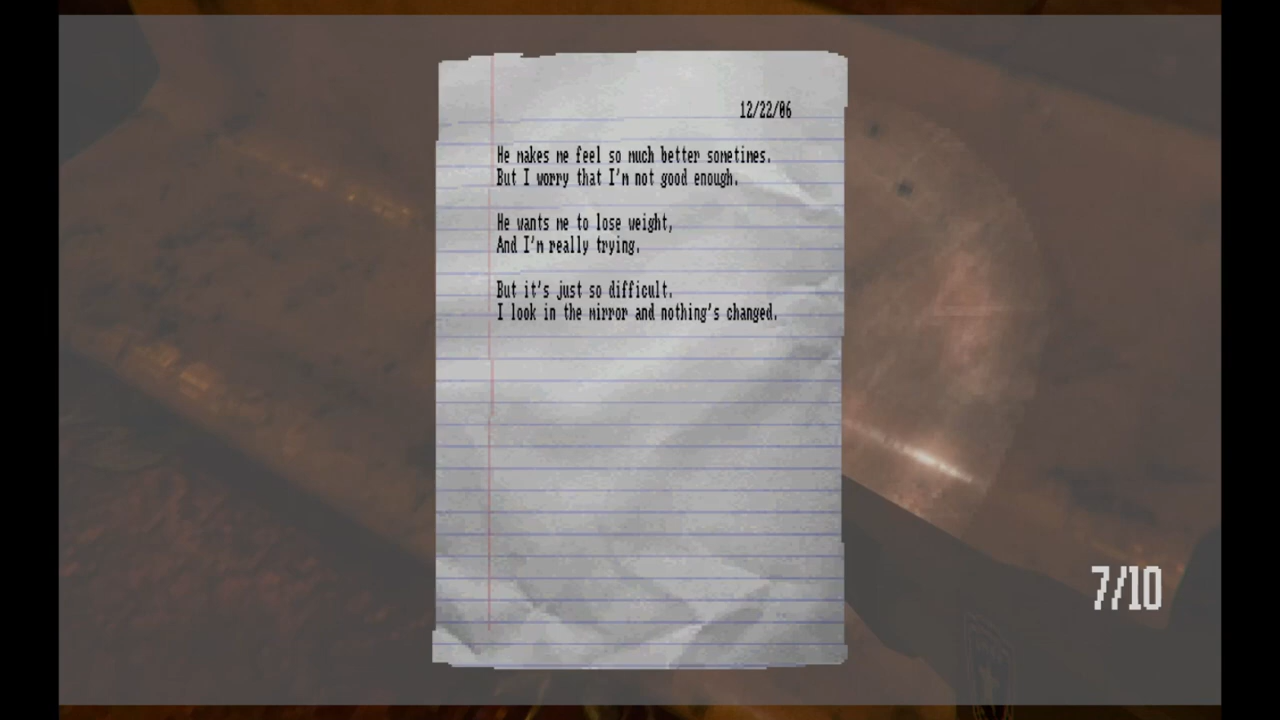 12/22/06
He makes me feel so much better sometimes.
But I worry that I'm not good enough.
He wants me to lose weight,
And I'm really trying.
But it's just so difficult.
I look in the mirror and nothing's changed.
7/10